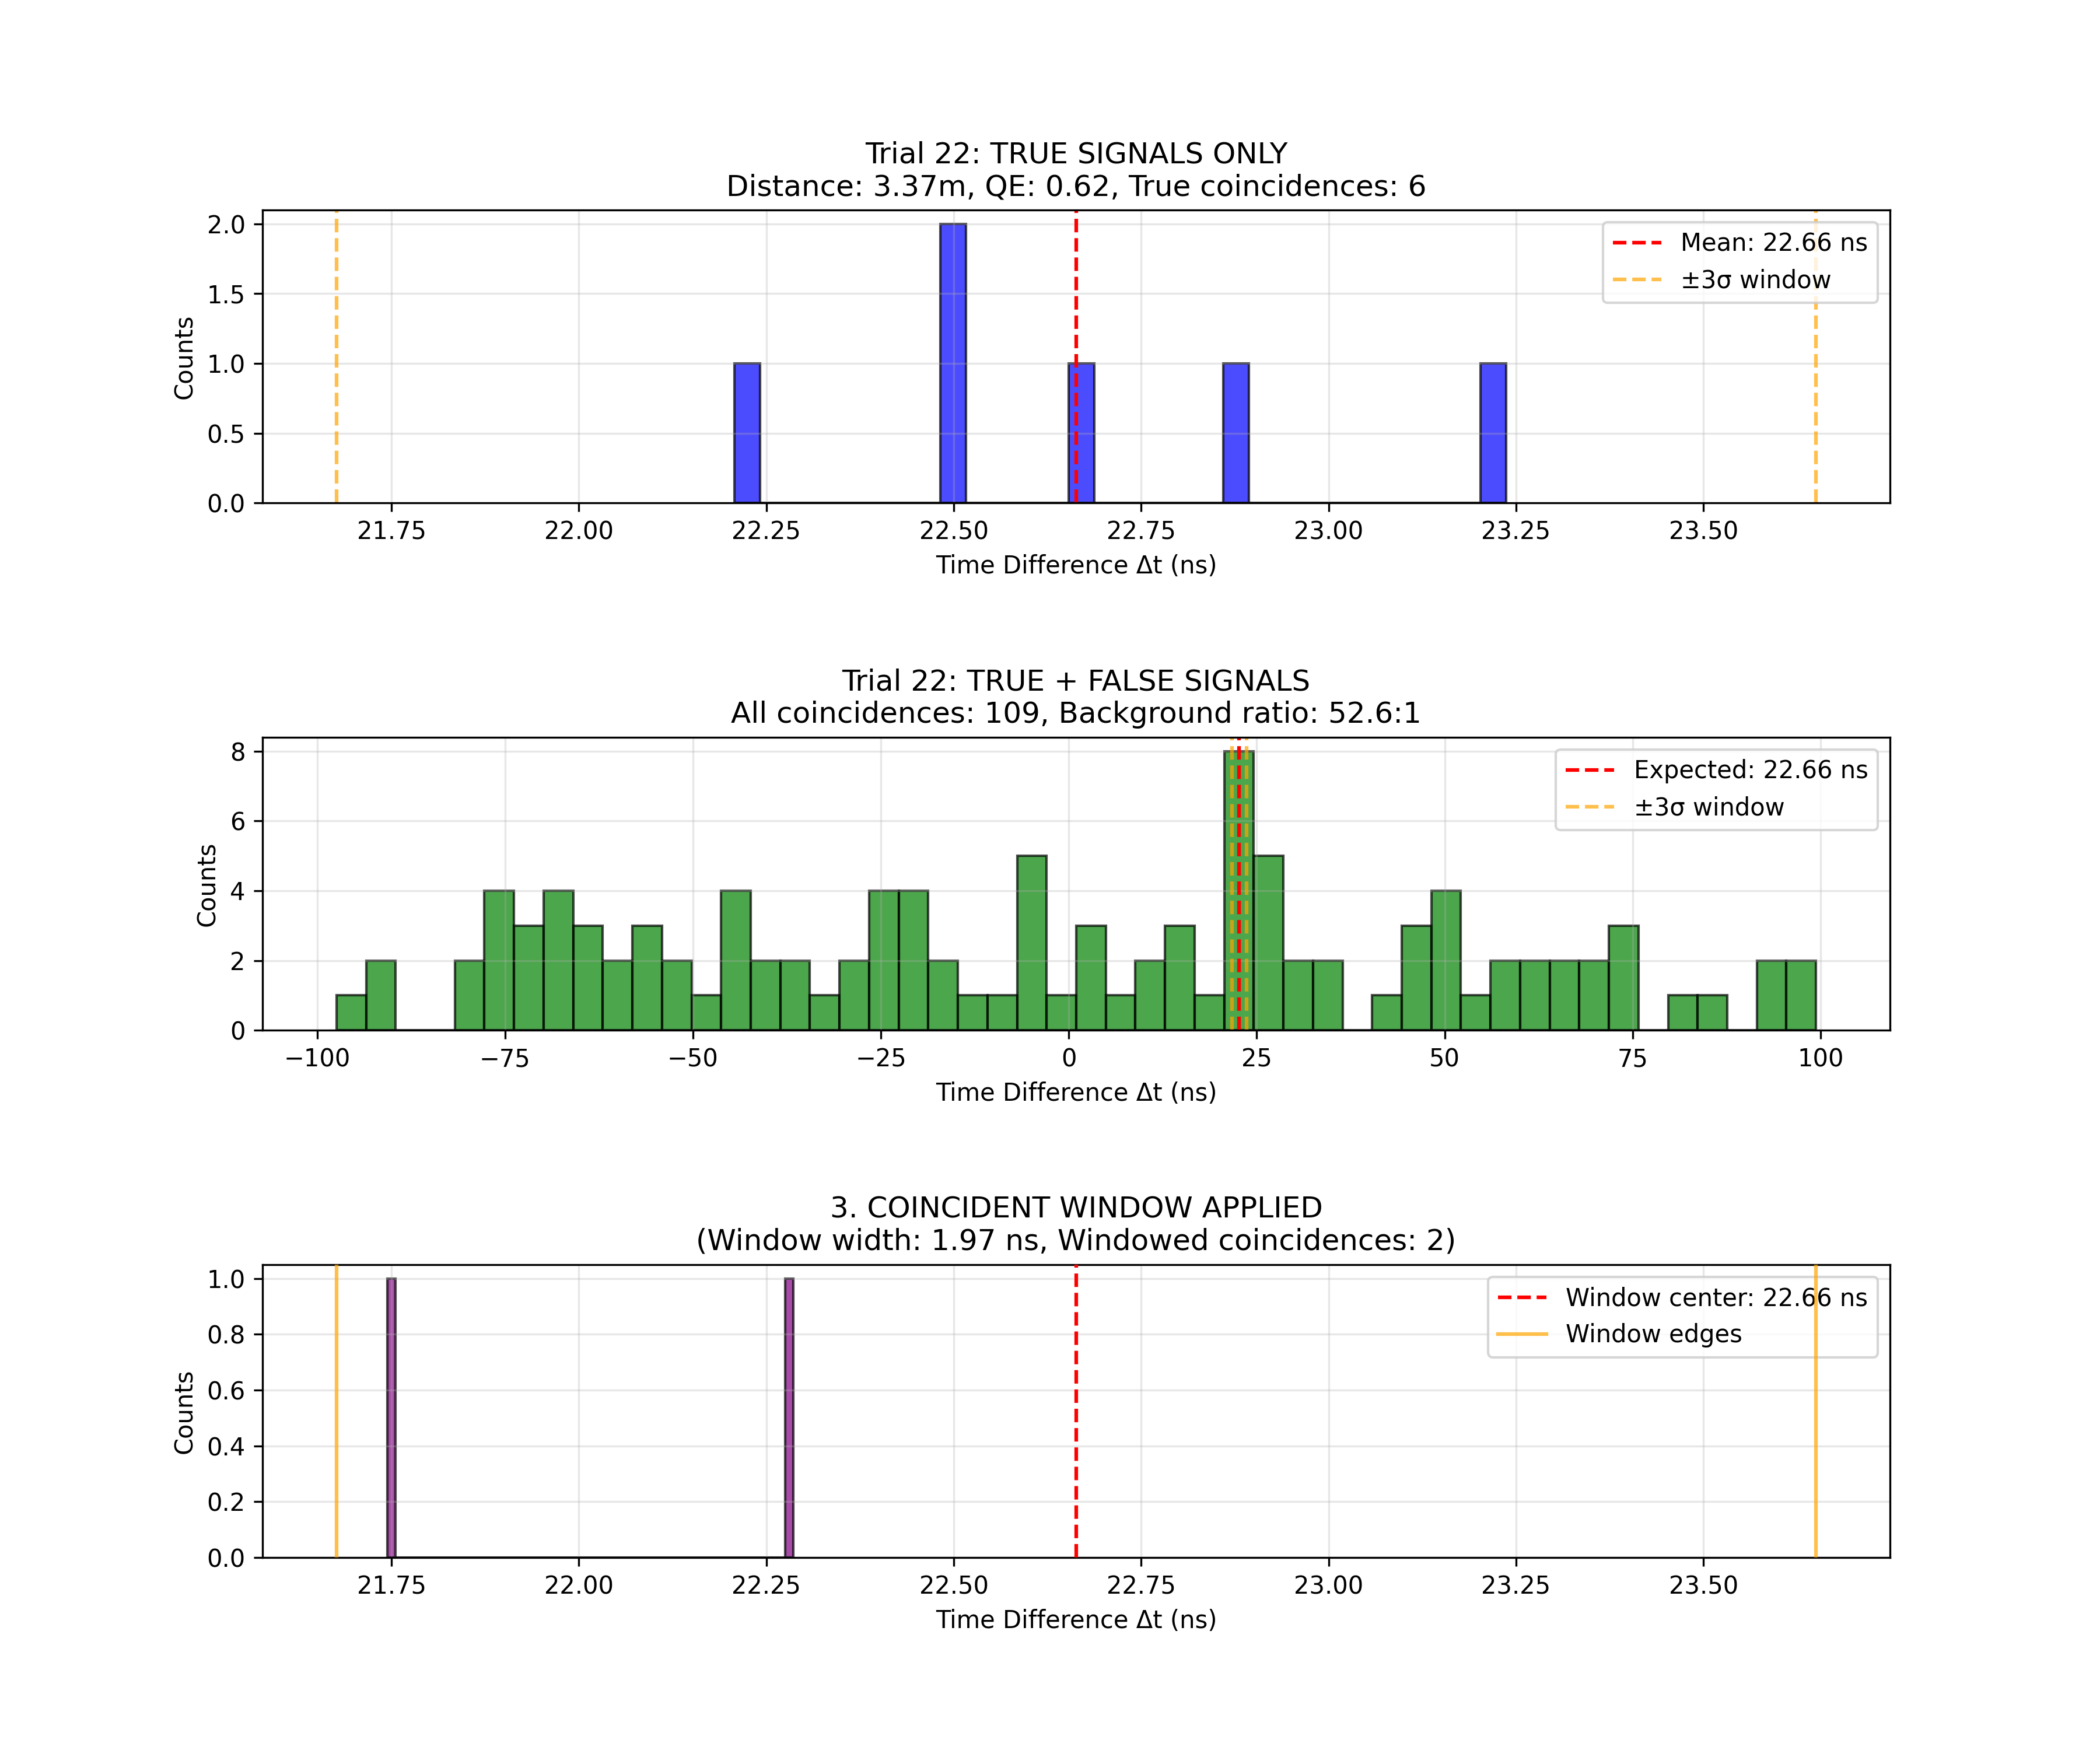 Trial 22: TRUE SIGNALS ONLY
Distance: 3.37m, QE: 0.62, True coincidences: 6
Counts
2.0
1.5
1.0
0.5
0.0
Mean: 22.66 ns
±3σ window
21.75 22.00 22.25 22.50 22.75 23.00 23.25 23.50
Time Difference Δt (ns)
Trial 22: TRUE + FALSE SIGNALS
All coincidences: 109, Background ratio: 52.6:1
Counts
8
6
4
2
0
Expected: 22.66 ns
±3σ window
−100 −75 −50 −25 0 25 50 75 100
Time Difference Δt (ns)
3. COINCIDENT WINDOW APPLIED
(Window width: 1.97 ns, Windowed coincidences: 2)
Counts
1.0
0.8
0.6
0.4
0.2
0.0
Window center: 22.66 ns
Window edges
21.75 22.00 22.25 22.50 22.75 23.00 23.25 23.50
Time Difference Δt (ns)